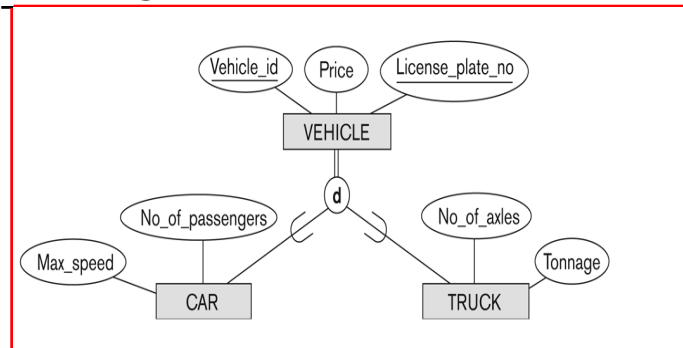 Vehicle_id
Price
License_plate_no
VEHICLE
d
No_of_passengers
No_of_axles
Max_speed
Tonnage
CAR
TRUCK